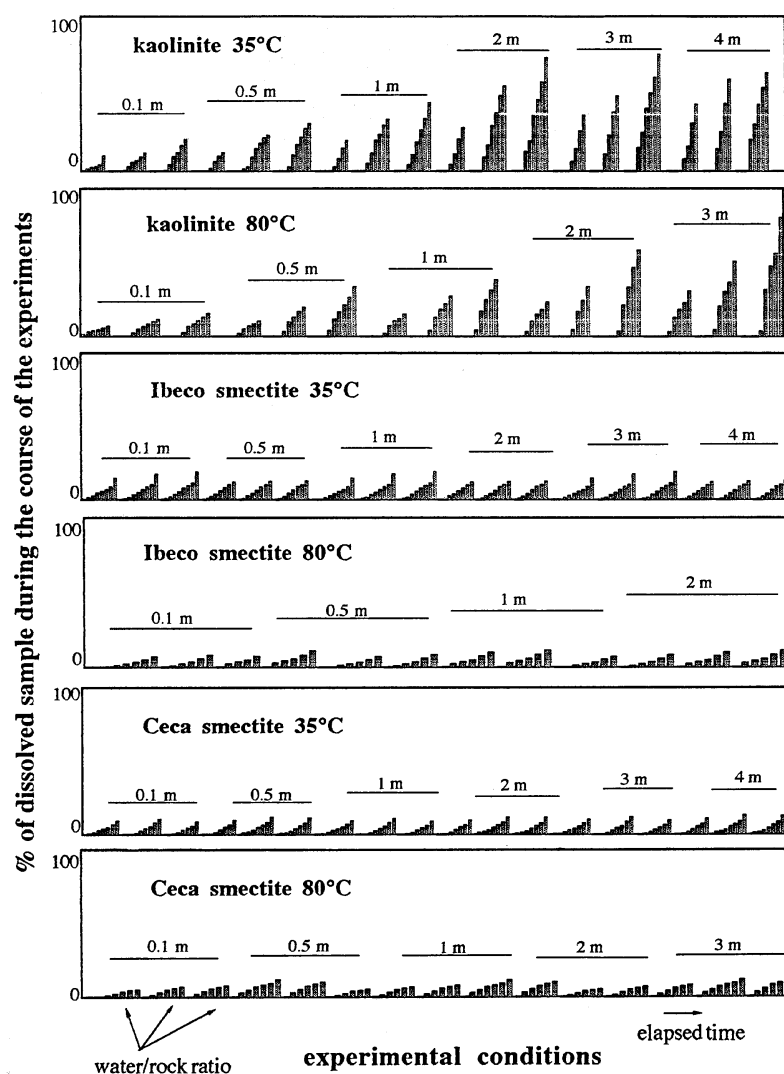 % of dissolved sample during the course of the experiments
100
kaolinite 35°C
0.1 m
0.5 m
1 m
2 m
3 m
4 m
0
100
kaolinite 80°C
0.1 m
0.5 m
1 m
2 m
3 m
0
100
Ibeco smectite 35°C
0.1 m
0.5 m
1 m
2 m
3 m
4 m
0
100
Ibeco smectite 80°C
0.1 m
0.5 m
1 m
2 m
0
100
Ceca smectite 35°C
0.1 m
0.5 m
1 m
2 m
3 m
4 m
0
100
Ceca smectite 80°C
0.1 m
0.5 m
1 m
2 m
3 m
0
water/rock ratio
experimental conditions
elapsed time